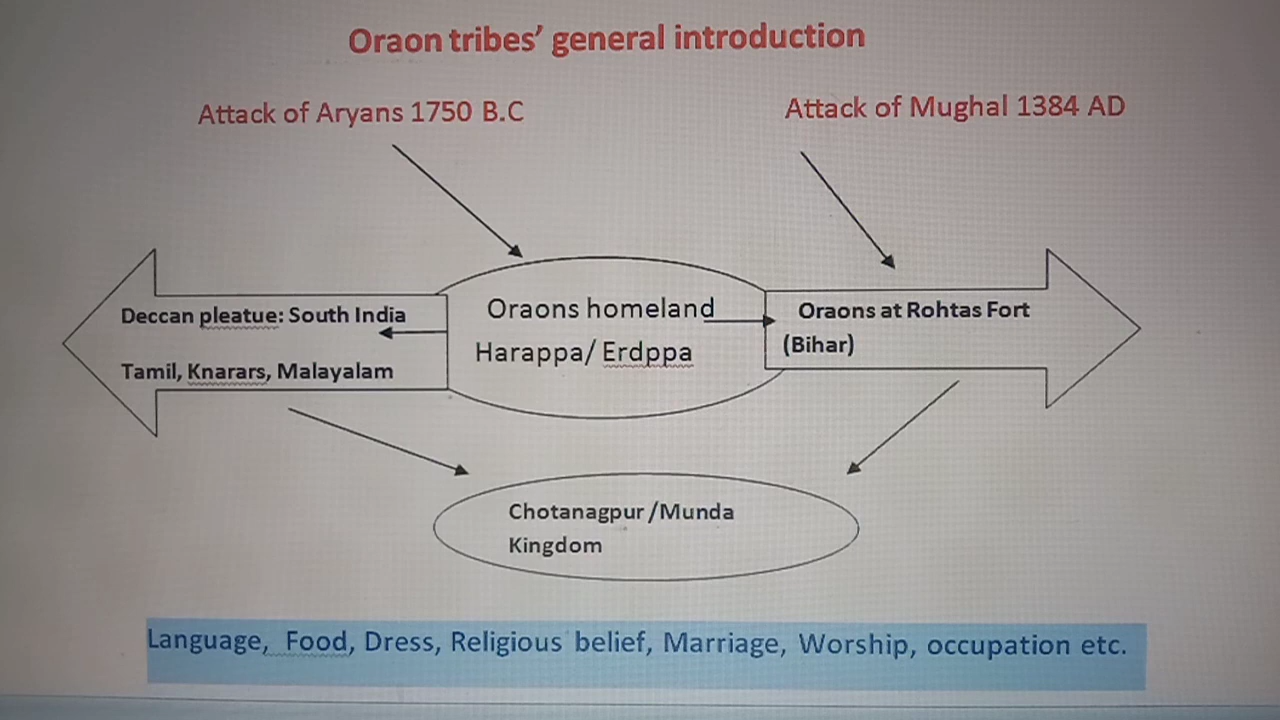 Oraon tribes’ general introduction
Attack of Aryans 1750 B.C
Attack of Mughal 1384 AD
Deccan pleatue: South India
Tamil, Knarars, Malayalam
Oraons homeland
Harappa/ Erdppa
Oraons at Rohtas Fort
(Bihar)
Chotanagpur /Munda
Kingdom
Language, Food, Dress, Religious belief, Marriage, Worship, occupation etc.